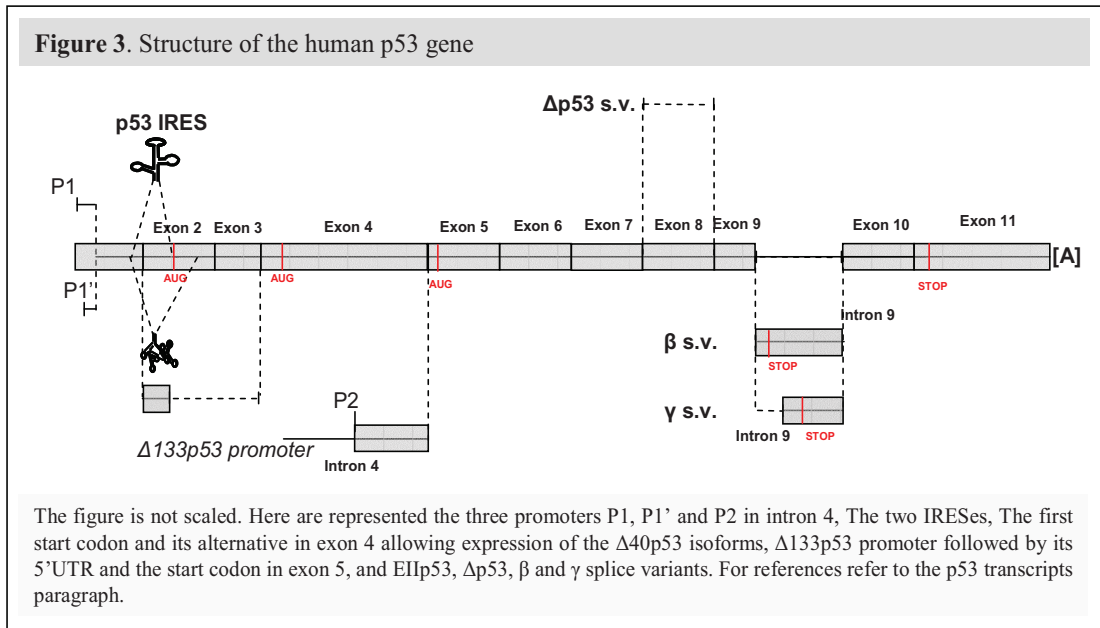 Figure 3. Structure of the human p53 gene
Δp53 s.v.
p53 IRES
P1
Exon 2 Exon 3 Exon 4 Exon 5 Exon 6 Exon 7 Exon 8 Exon 9 Exon 10 Exon 11
[A]
AUG AUG AUG STOP
P1'
Intron 9
β s.v.
STOP
P2
γ s.v.
Δ133p53 promoter
Intron 9 STOP
Intron 4
The figure is not scaled. Here are represented the three promoters P1, P1’ and P2 in intron 4, The two IRESes, The first
start codon and its alternative in exon 4 allowing expression of the Δ40p53 isoforms, Δ133p53 promoter followed by its
5’UTR and the start codon in exon 5, and EIIp53, Δp53, β and γ splice variants. For references refer to the p53 transcripts
paragraph.